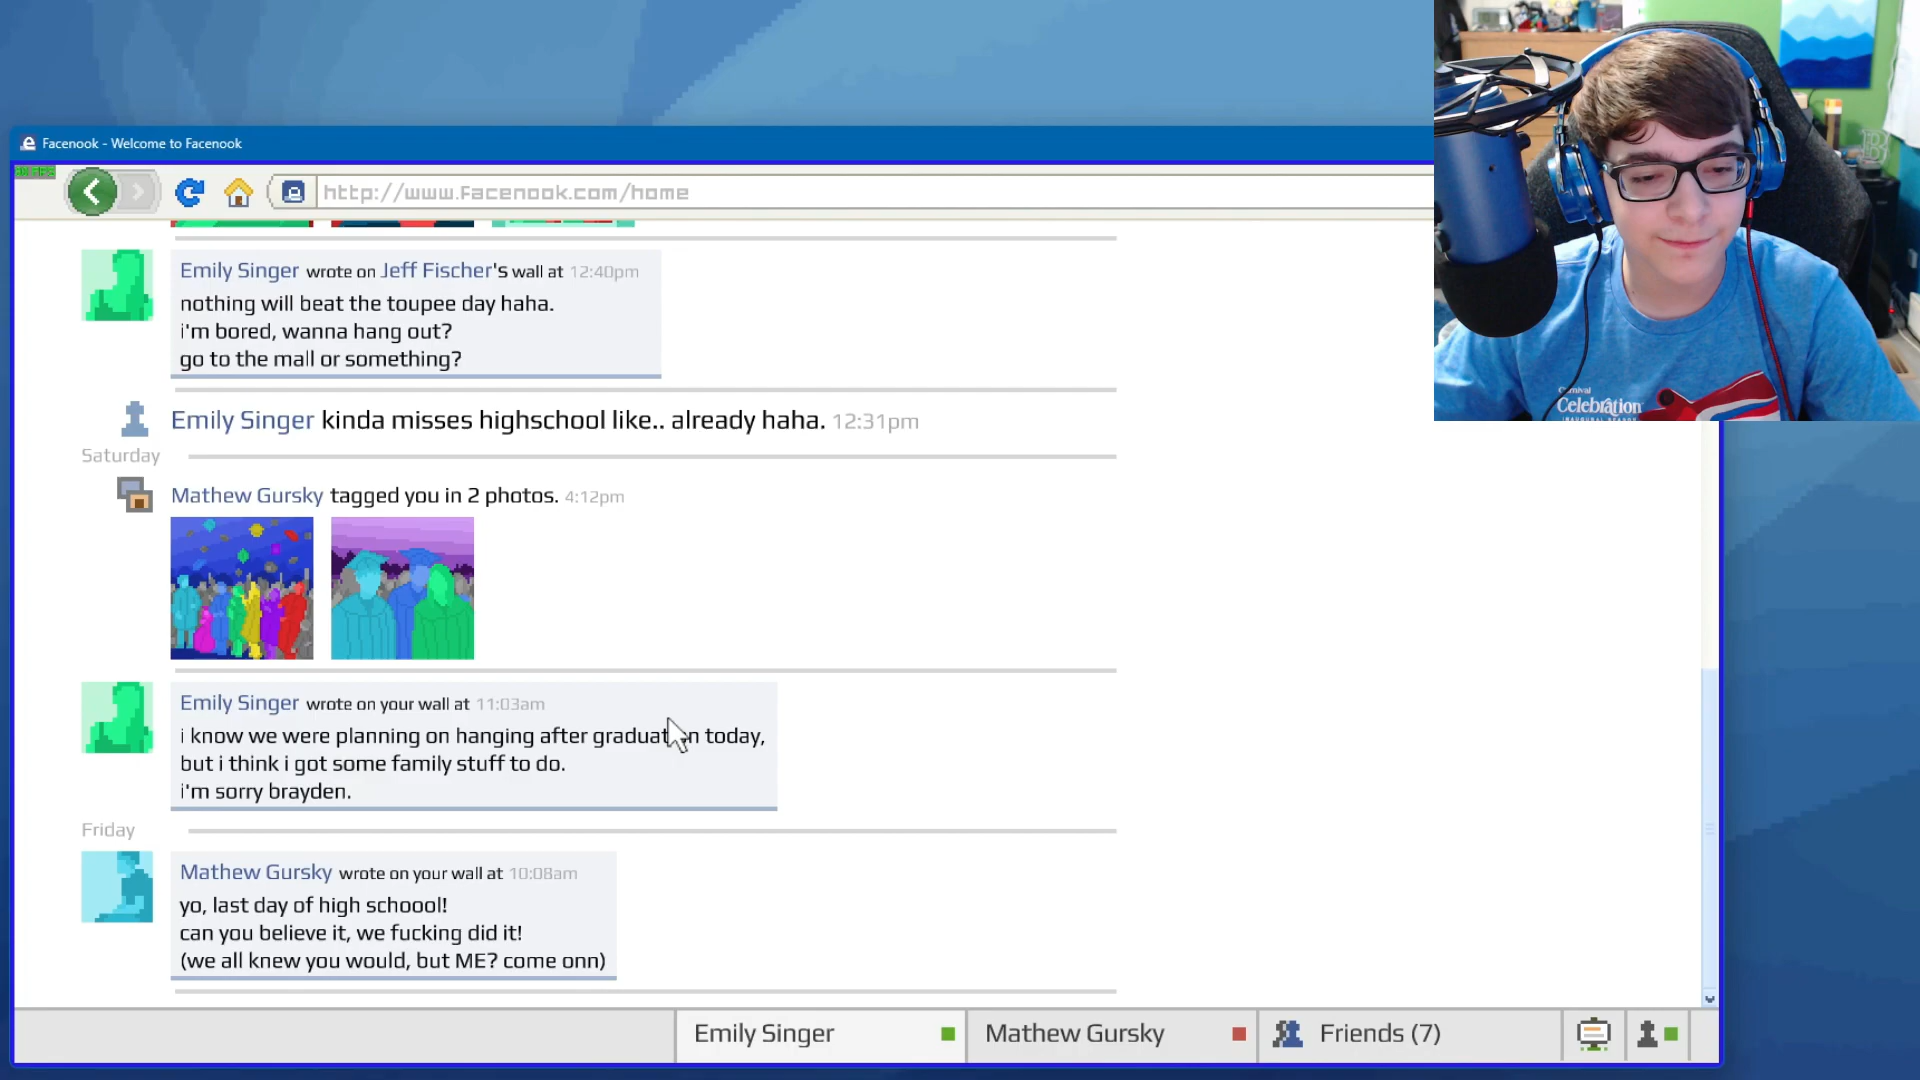 Facenook - Welcome to Facenook
http://www.Facenook.com/home
Emily Singer wrote on Jeff Fischer's wall at 12:40pm
nothing will beat the toupee day haha.
i'm bored, wanna hang out?
go to the mall or something?
Emily Singer kinda misses highschool like.. already haha. 12:31pm
Saturday
Mathew Gursky tagged you in 2 photos. 4:12pm
Emily Singer wrote on your wall at 11:03am
i know we were planning on hanging after graduation today,
but i think i got some family stuff to do.
i'm sorry brayden.
Friday
Mathew Gursky wrote on your wall at 10:08am
yo, last day of high schoool!
can you believe it, we fucking did it!
(we all knew you would, but ME? come onn)
Emily Singer
Mathew Gursky
Friends (7)
Carnival
Celebration
INAUGURAL SEASON